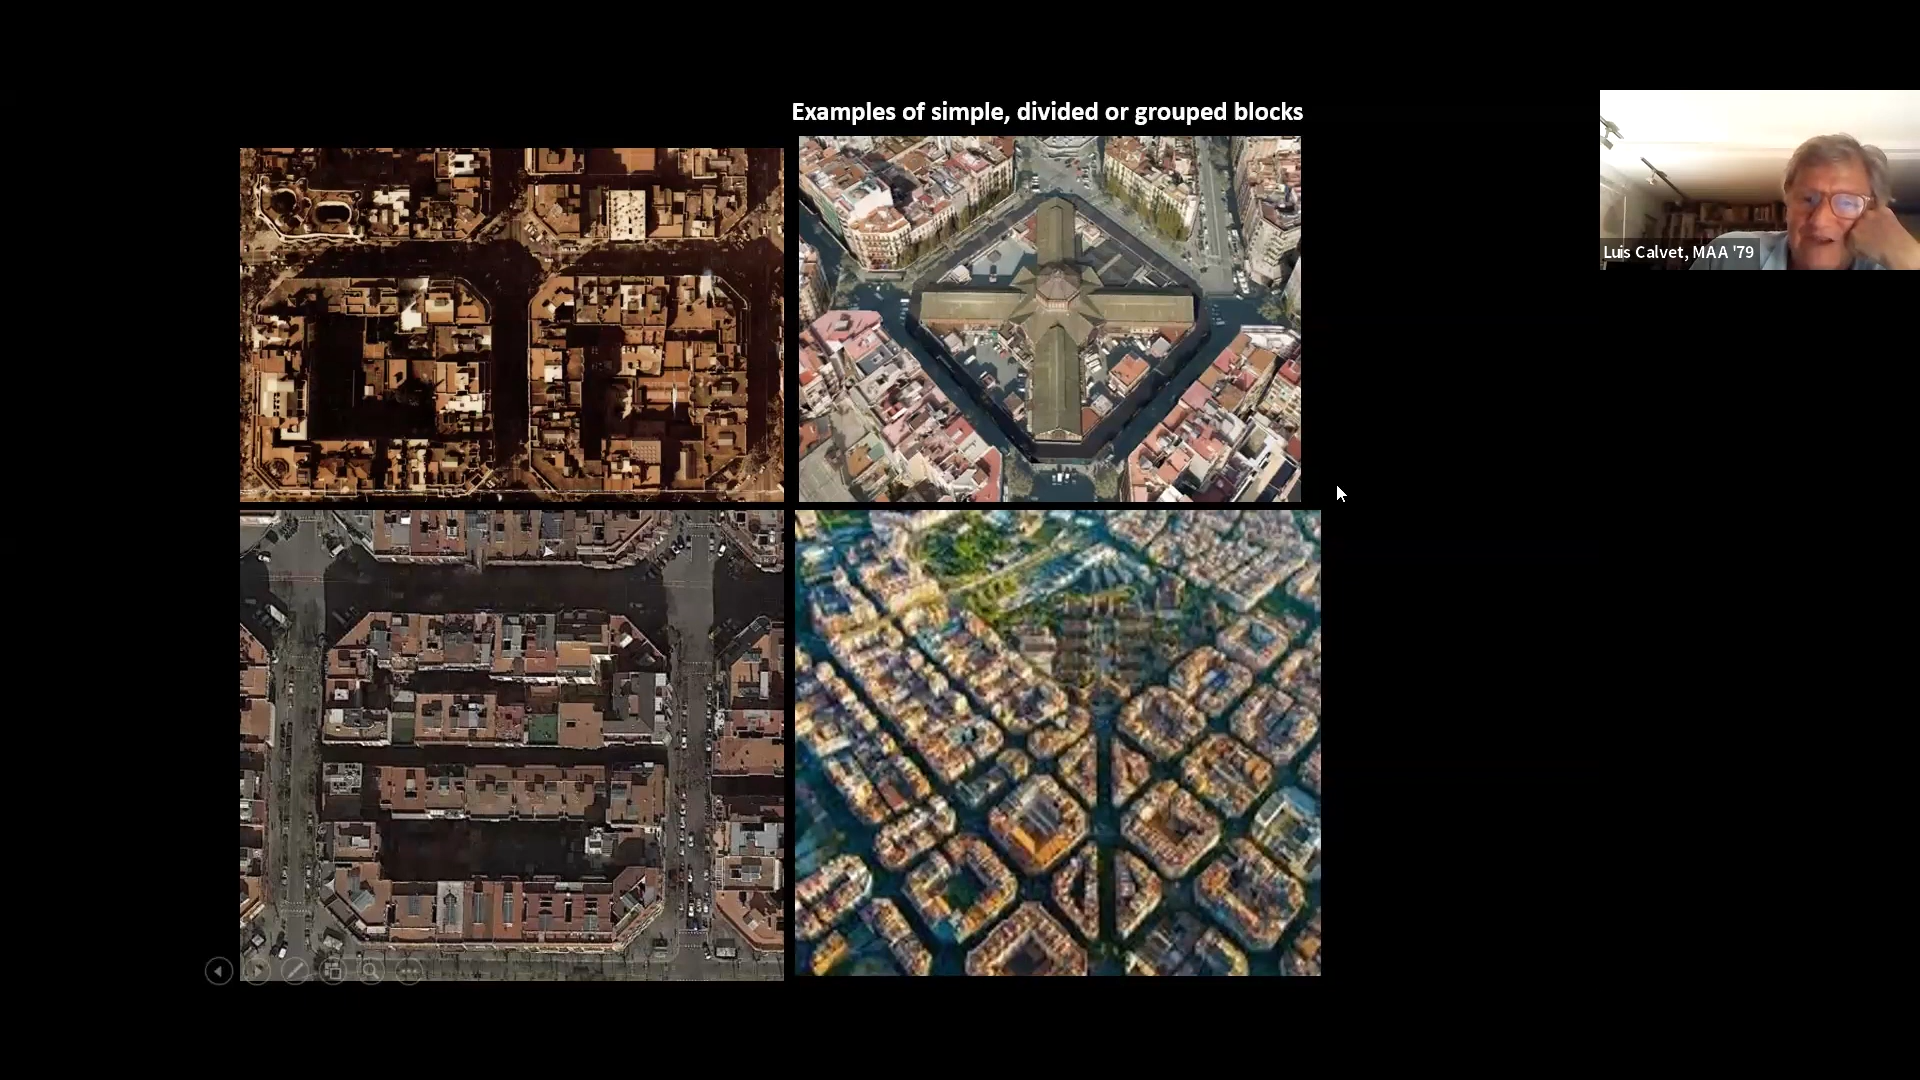 Examples of simple, divided or grouped blocks
Luis Calvet, MAA '79